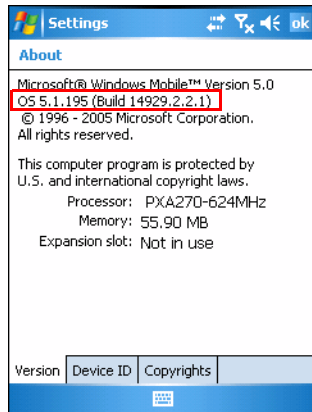 Settings
ok
About
Microsoft® Windows Mobile™ Version 5.0
OS 5.1.195 (Build 14929.2.2.1)
© 1996 - 2005 Microsoft Corporation.
All rights reserved.
This computer program is protected by
U.S. and international copyright laws.
Processor: PXA270-624MHz
Memory: 55.90 MB
Expansion slot: Not in use
Version Device ID Copyrights